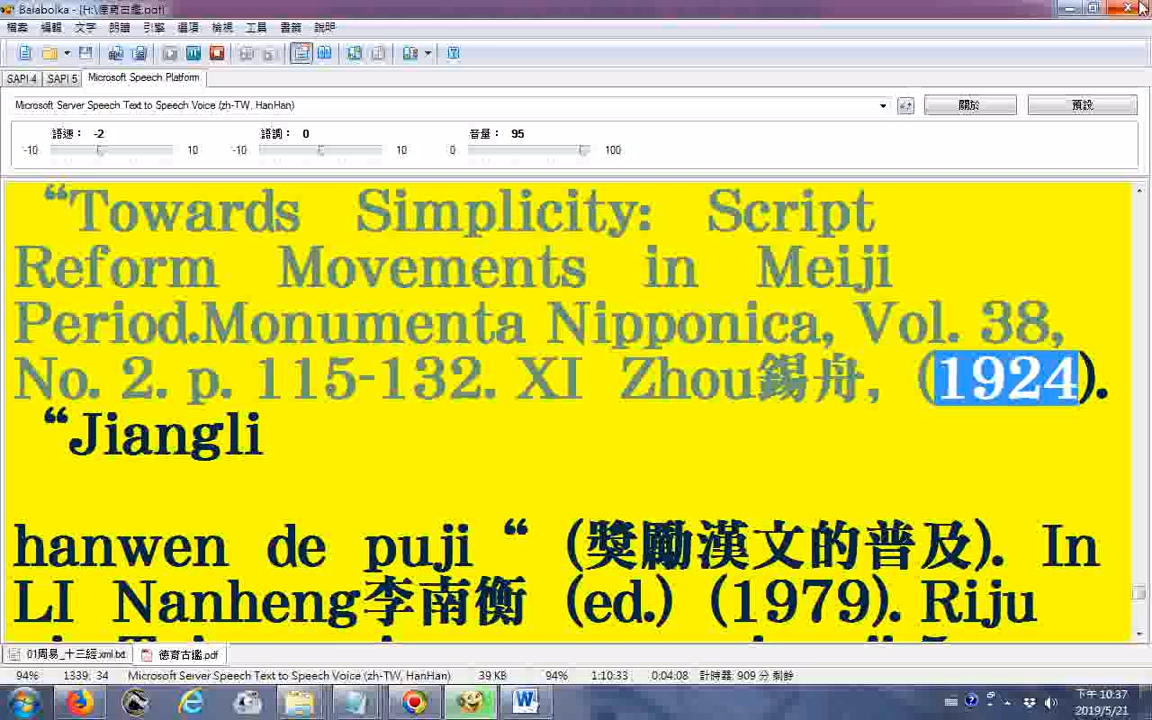 Balabolka - [H:\德育古鑑.pdf]
檔案 編輯 文字 朗讀 引擎 選項 檢視 工具 書籤 說明
SAPI 4 SAPI 5 Microsoft Speech Platform
Microsoft Server Speech Text to Speech Voice (zh-TW, HanHan) 關於 預設
語速： -2 語調： 0 音量： 95
-10 10 -10 10 0 100
“Towards Simplicity: Script
Reform Movements in Meiji
Period.Monumenta Nipponica, Vol. 38,
No. 2. p. 115-132. XI Zhou錫舟, (1924).
“Jiangli
hanwen de puji “ (獎勵漢文的普及). In
LI Nanheng李南衡 (ed.) (1979). Riju
01周易_十三經.xml.txt 德育古鑑.pdf
94% 1339, 34 Microsoft Server Speech Text to Speech Voice (zh-TW, HanHan) 39 KB 94% 1:10:33 0:04:08 計時器: 909 分 剩餘
下午 10:37
2019/5/21